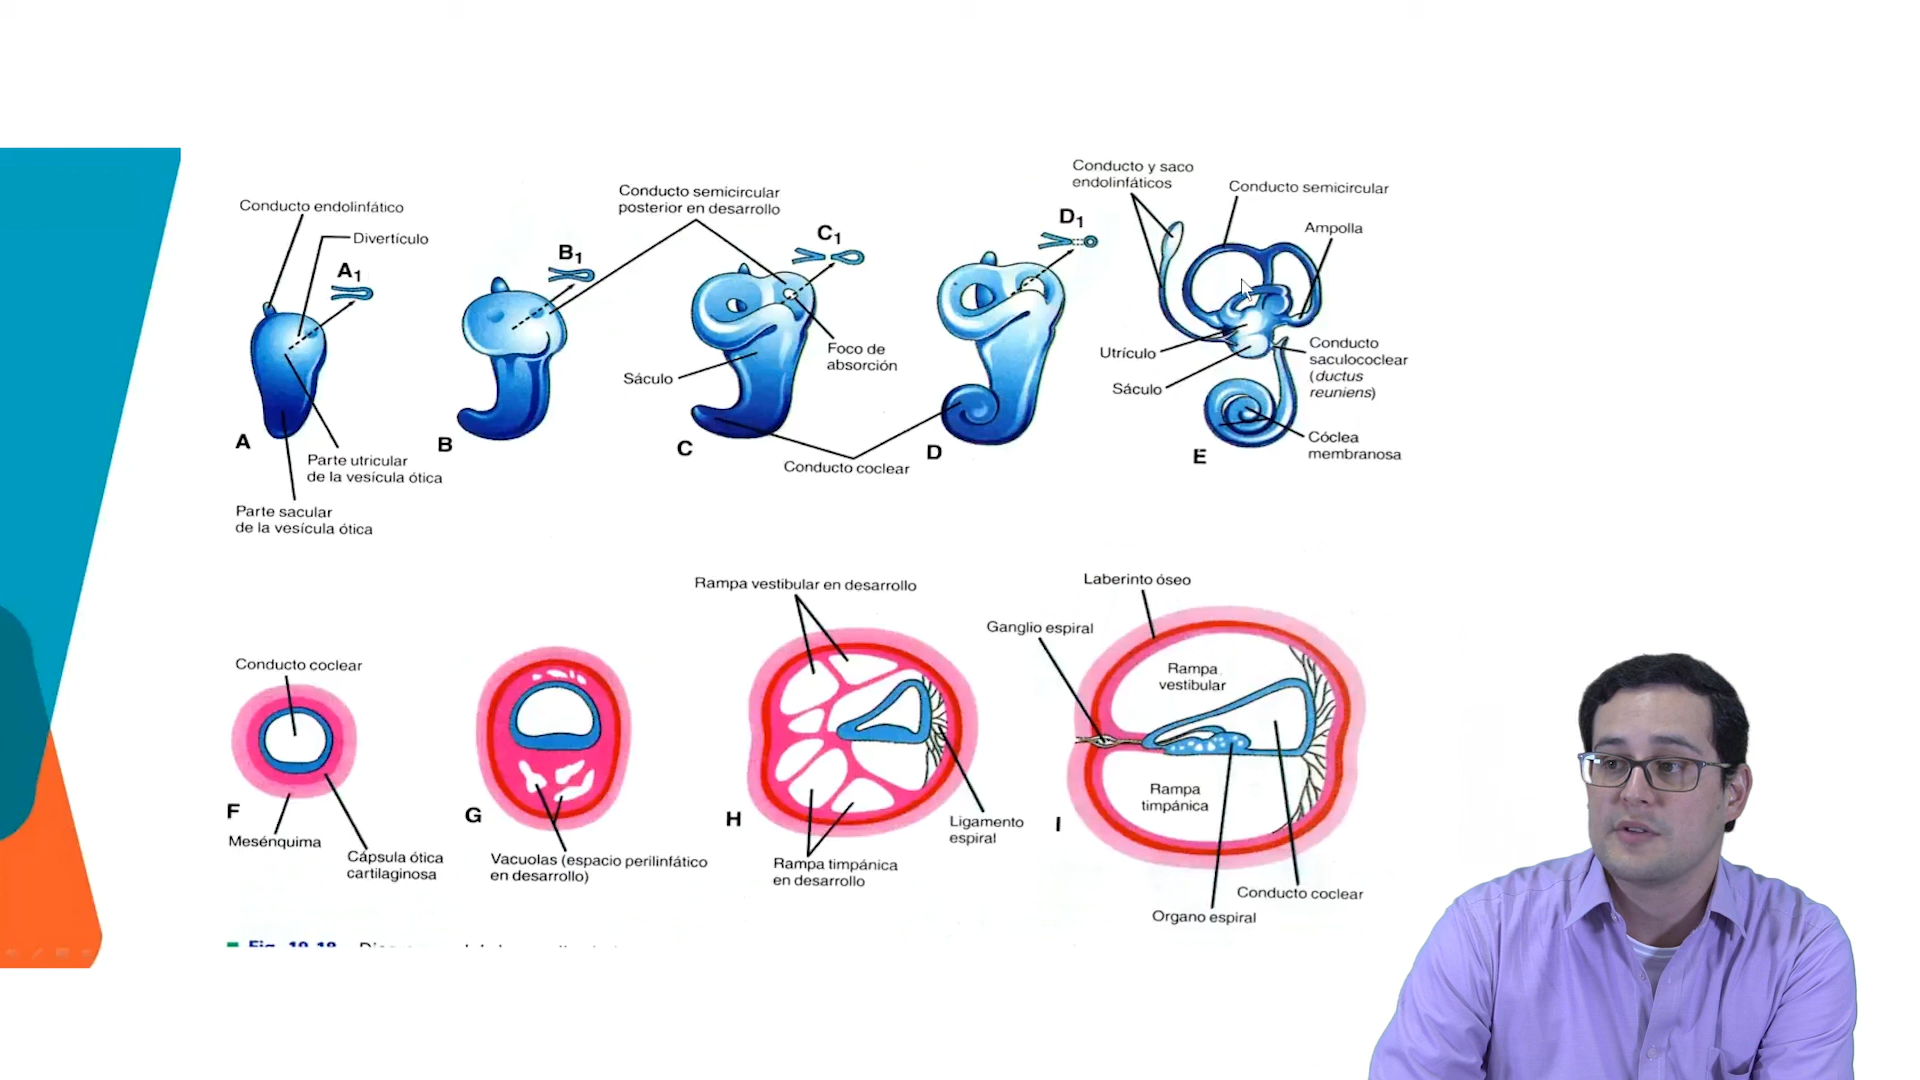 Conducto endolinfático
Divertículo
A1
A
Parte utricular
de la vesícula ótica
Parte sacular
de la vesícula ótica
B1
B
Conducto semicircular
posterior en desarrollo
C1
Foco de
absorción
Sáculo
C
Conducto coclear
D1
D
Conducto y saco
endolinfáticos
Conducto semicircular
Ampolla
Utrículo
Sáculo
Conducto
saculococlear
(ductus
reuniens)
Cóclea
membranosa
E
Conducto coclear
F
Mesénquima
Cápsula ótica
cartilaginosa
G
Vacuolas (espacio perilinfático
en desarrollo)
Rampa vestibular en desarrollo
H
Rampa timpánica
en desarrollo
Ligamento
espiral
Laberinto óseo
Ganglio espiral
Rampa
vestibular
Rampa
timpánica
I
Conducto coclear
Organo espiral